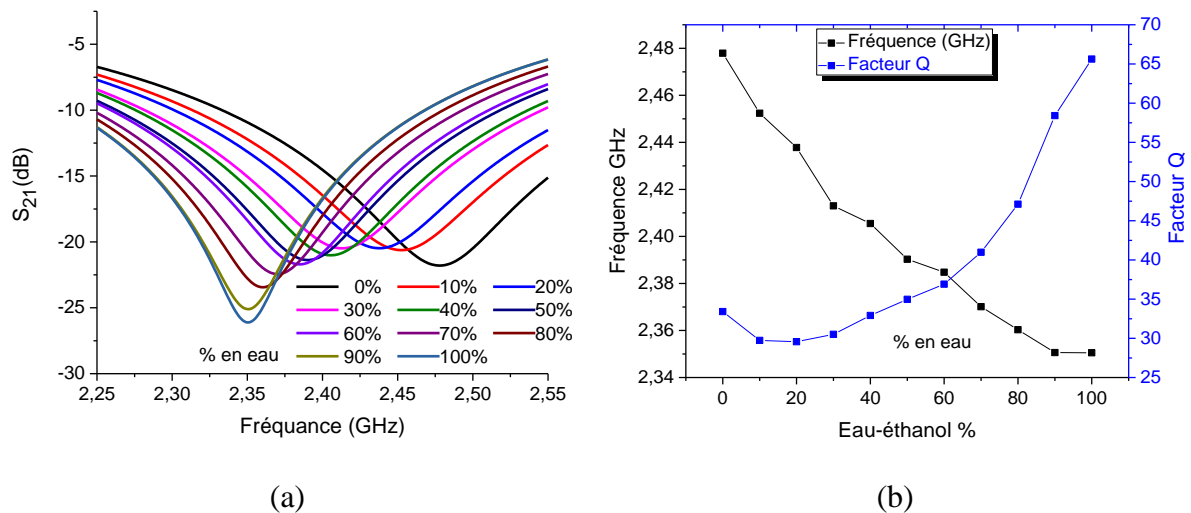 -5
-10
-15
-20
-25
-30
S21(dB)
0% 10% 20%
30% 40% 50%
60% 70% 80%
% en eau 90% 100%
2,25 2,30 2,35 2,40 2,45 2,50 2,55
Fréquance (GHz)
(a)
Fréquence (GHz)
Facteur Q
2,48
2,46
2,44
2,42
2,40
2,38
2,36
2,34
Fréquence GHz
70
65
60
55
50
45
40
35
30
25
Facteur Q
% en eau
0 20 40 60 80 100
Eau-éthanol %
(b)